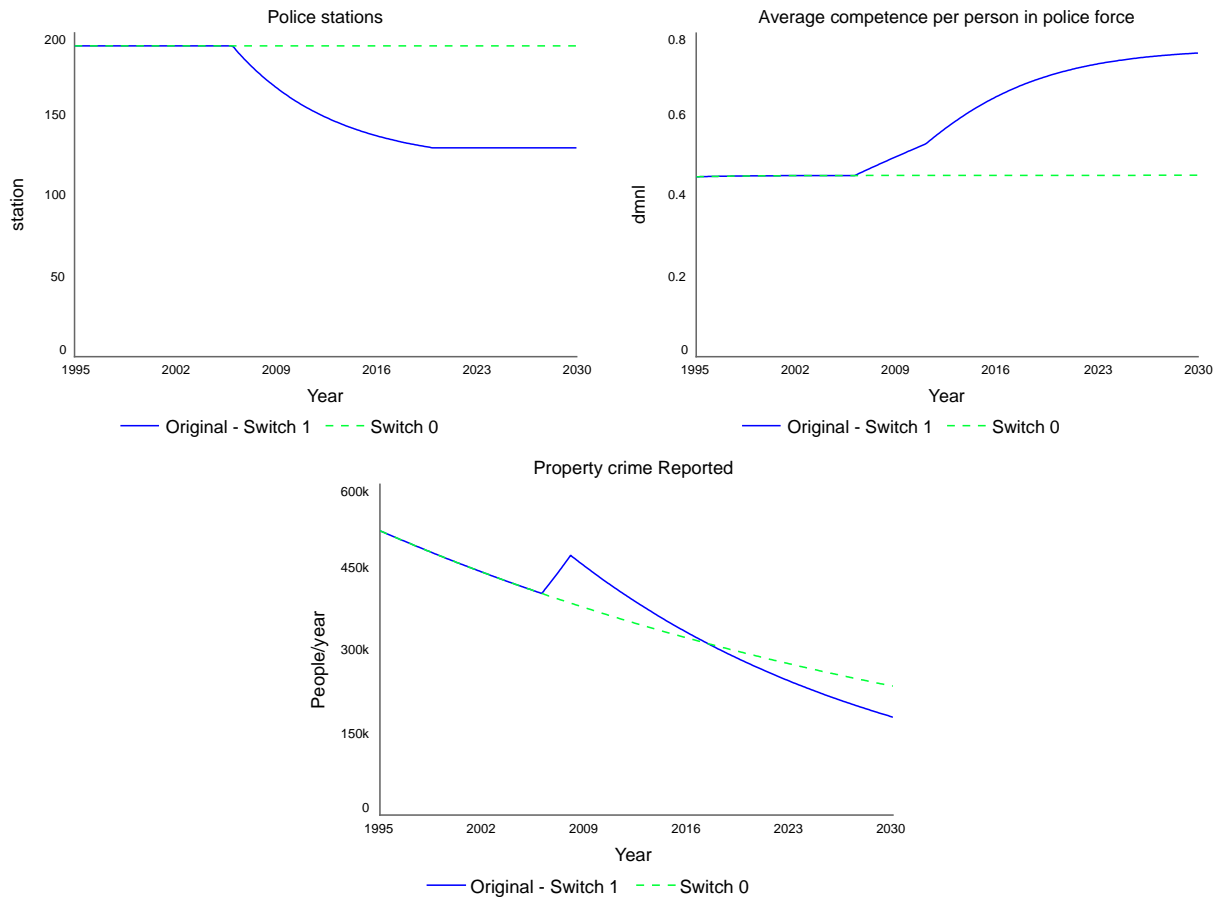 Police stations
200
150
100
50
0
station
1995 2002 2009 2016 2023 2030
Year
Original - Switch 1 Switch 0
Average competence per person in police force
0.8
0.6
0.4
0.2
0
dmnl
1995 2002 2009 2016 2023 2030
Year
Original - Switch 1 Switch 0
Property crime Reported
600k
450k
300k
150k
0
People/year
1995 2002 2009 2016 2023 2030
Year
Original - Switch 1 Switch 0